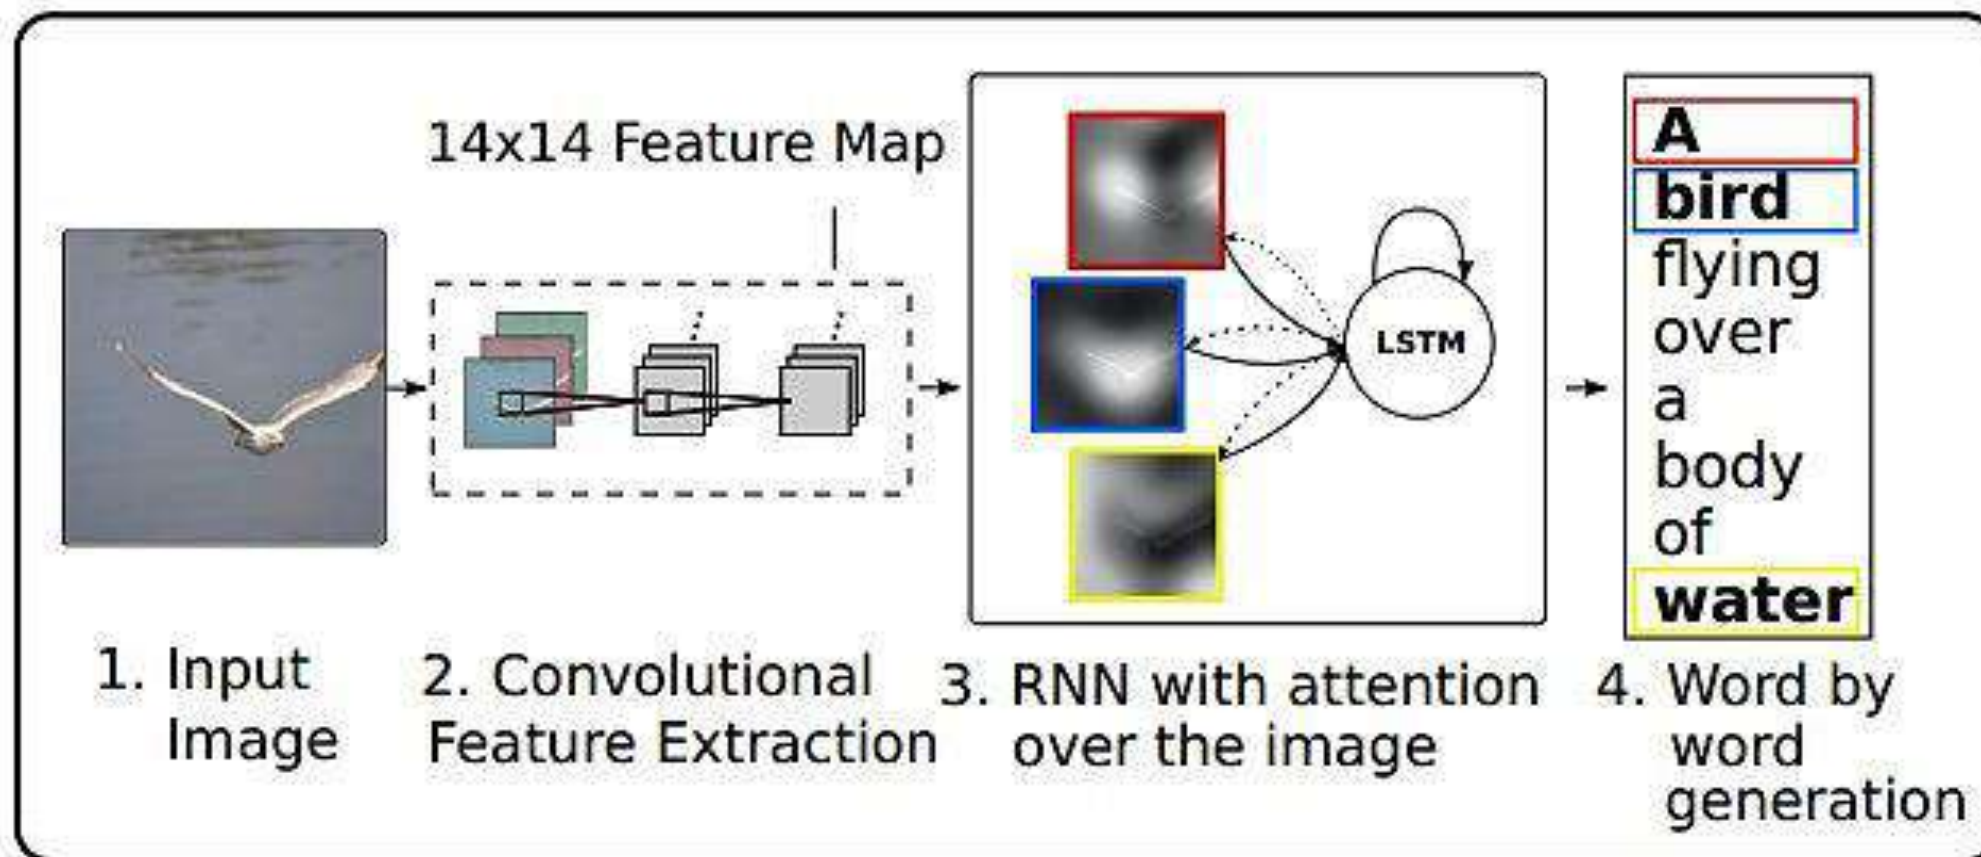 14x14 Feature Map
LSTM
A
bird
flying
over
a
body
of
water
1. Input
Image
2. Convolutional
Feature Extraction
3. RNN with attention
over the image
4. Word by
word
generation